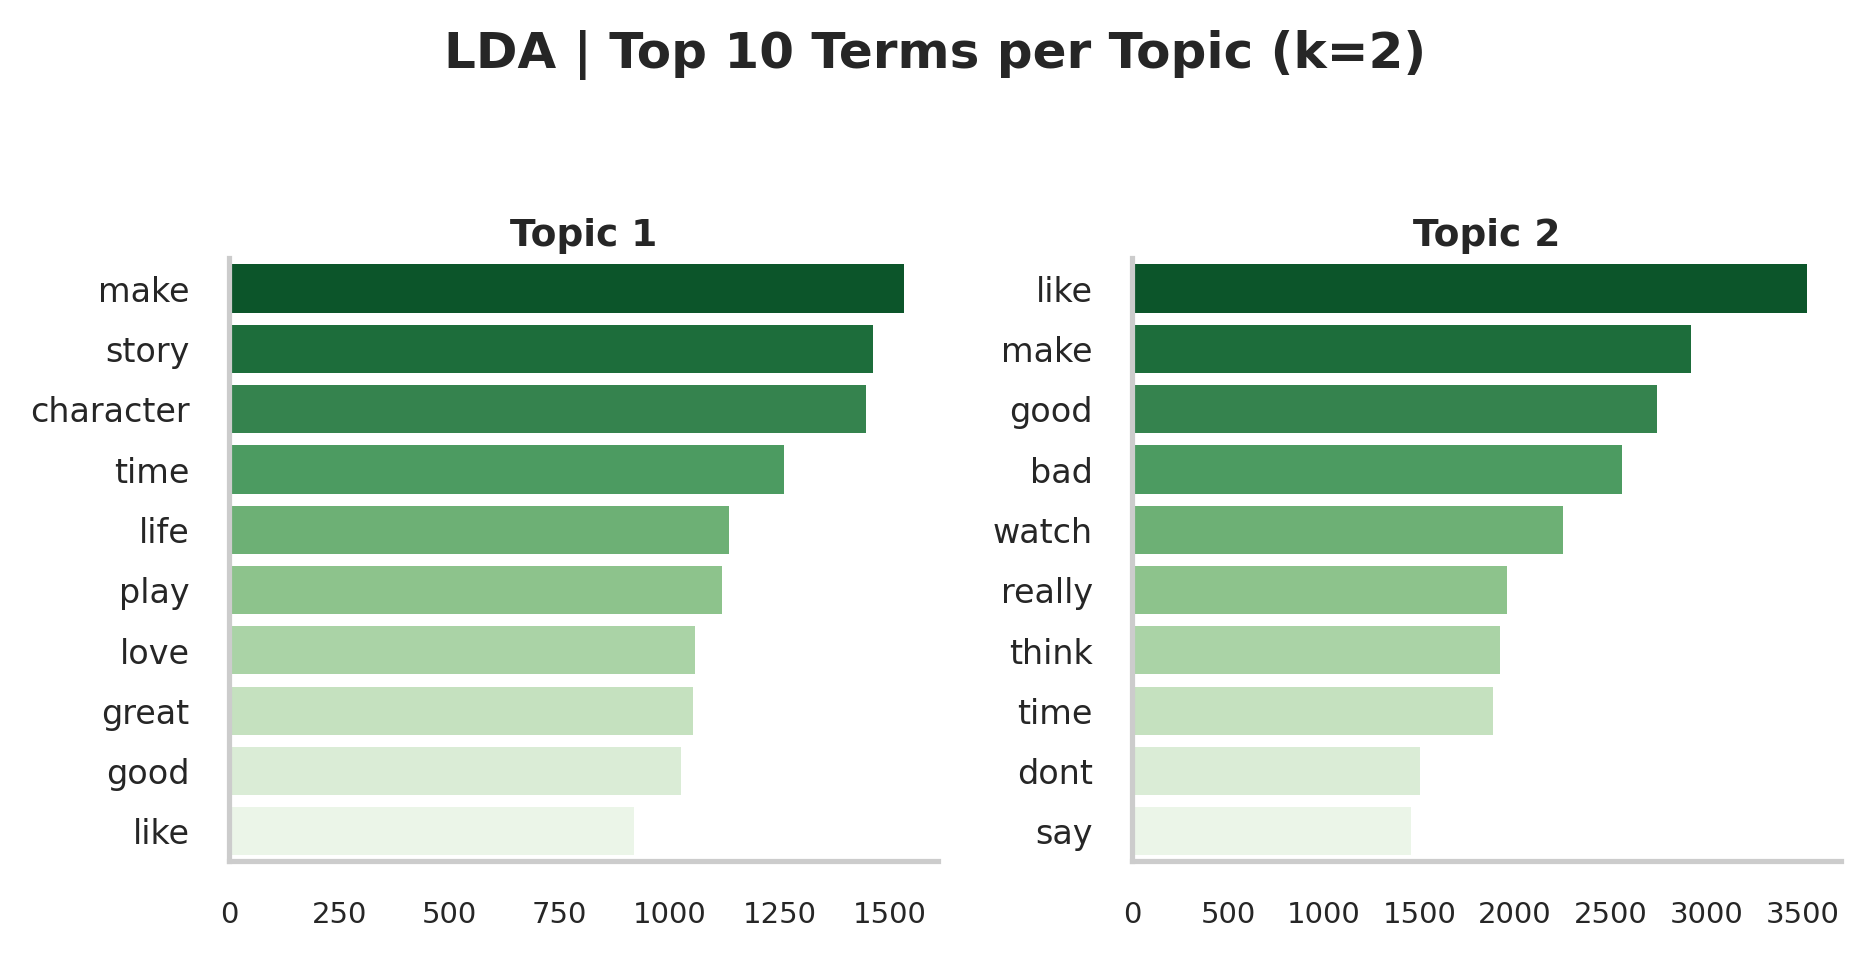 LDA | Top 10 Terms per Topic (k=2)
Topic 1
make
story
character
time
life
play
love
great
good
like
0 250 500 750 1000 1250 1500
Topic 2
like
make
good
bad
watch
really
think
time
dont
say
0 500 1000 1500 2000 2500 3000 3500